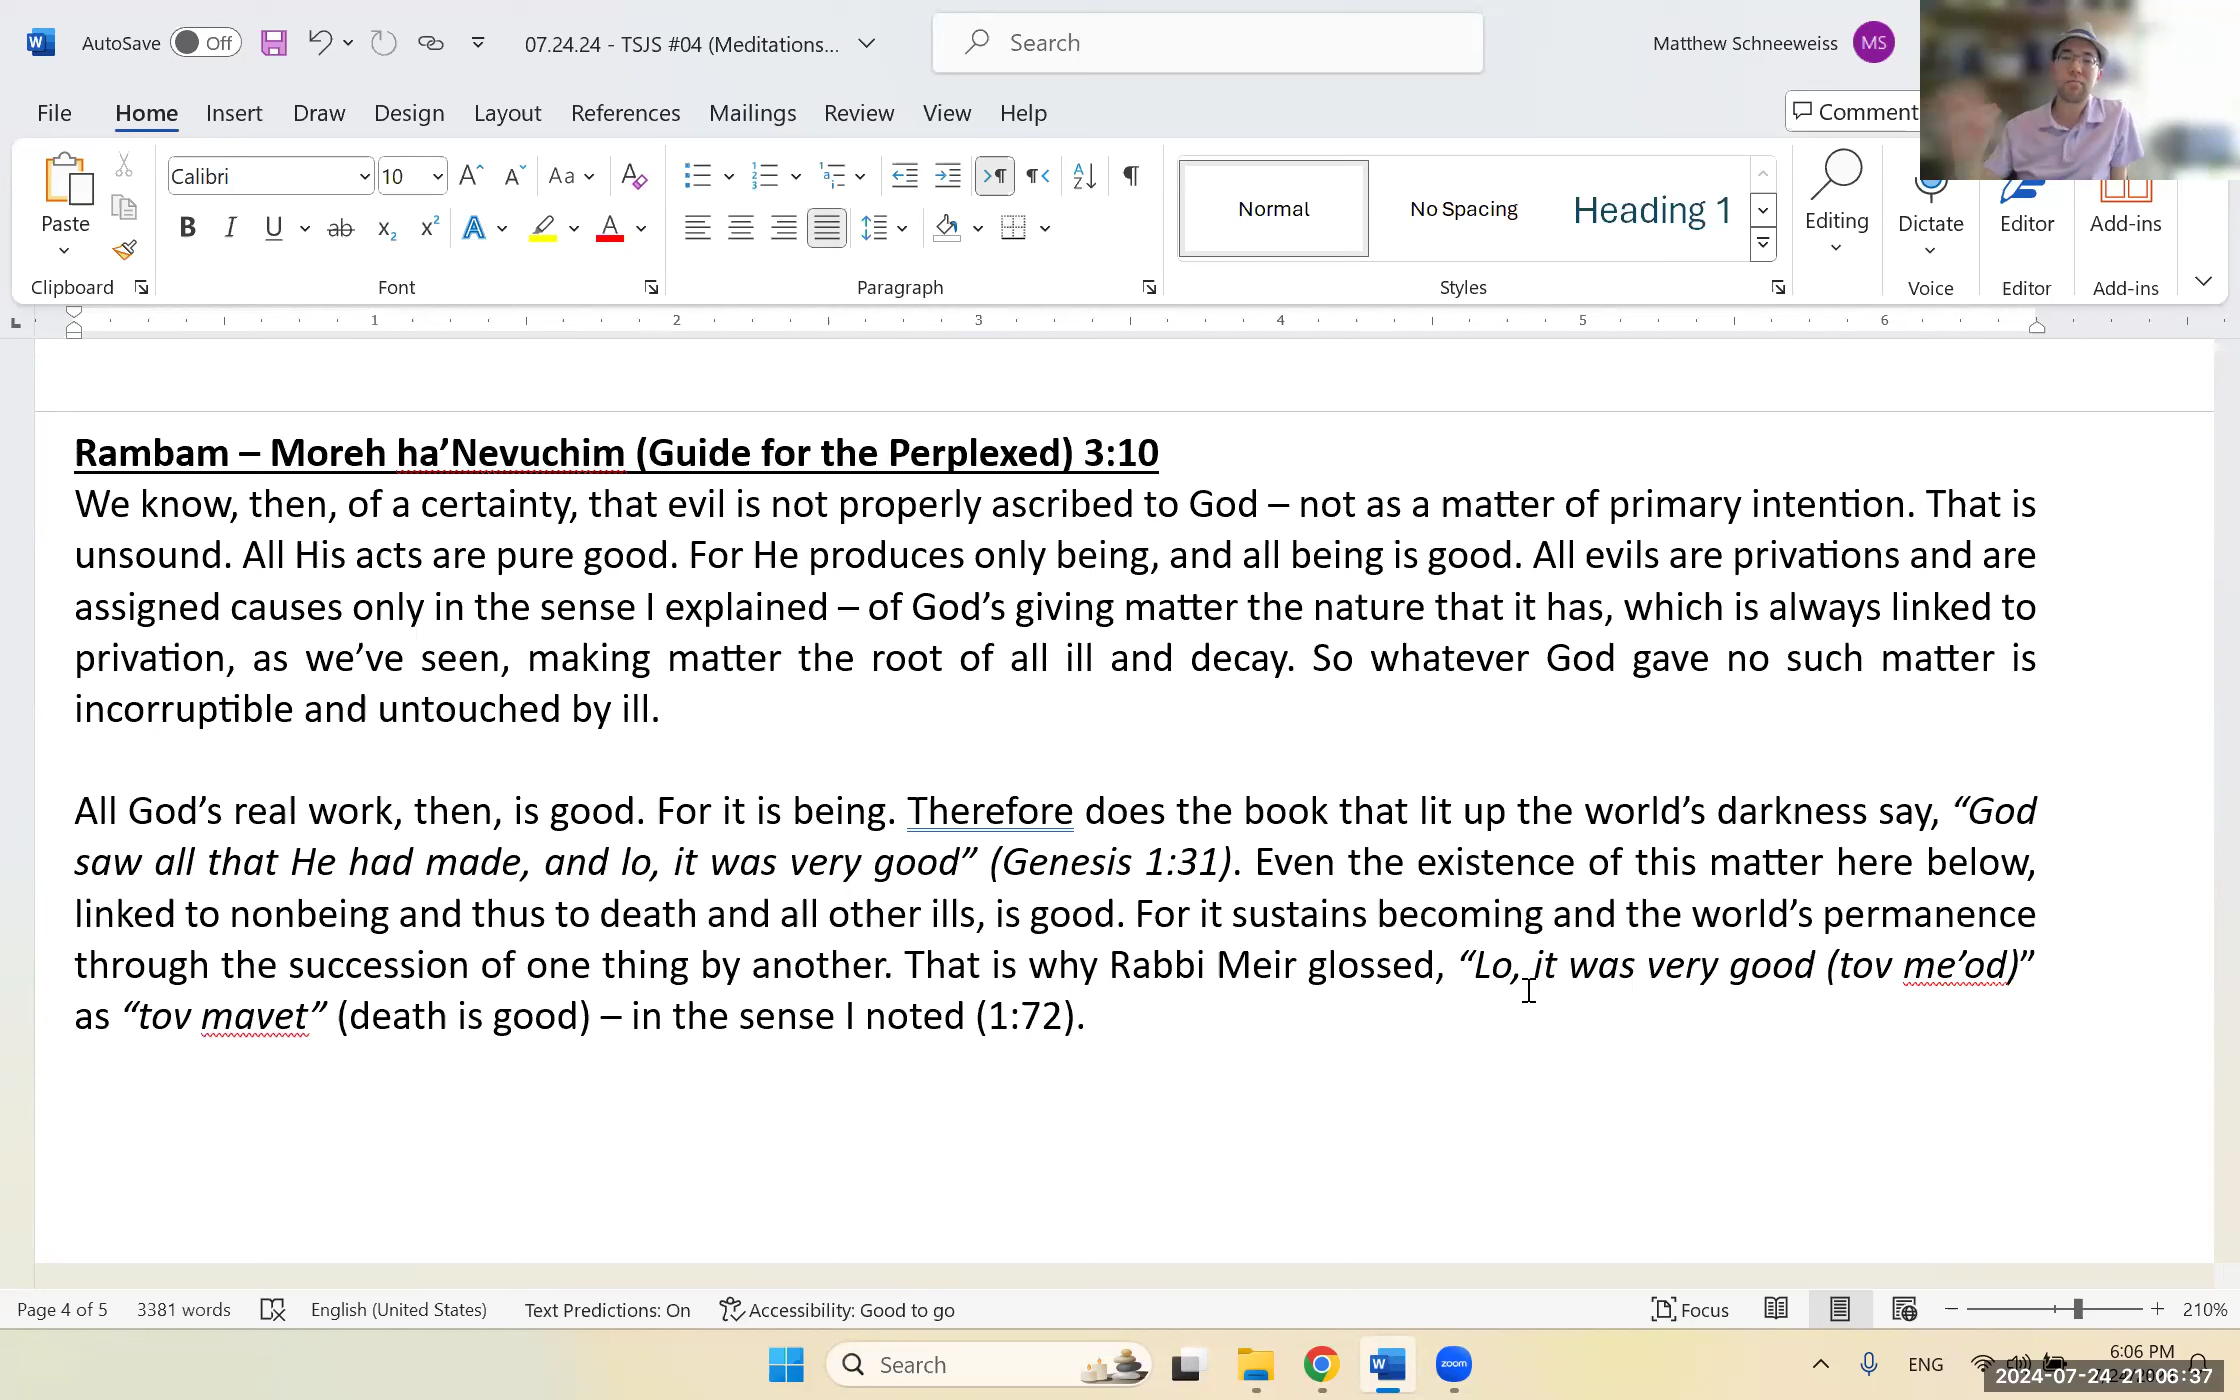 AutoSave Off 07.24.24 - TSJS #04 (Meditations... Search Matthew Schneeweiss MS
File Home Insert Draw Design Layout References Mailings Review View Help Comment
Paste Calibri 10 Aa Normal No Spacing Heading 1 Editing Dictate Editor Add-ins
Clipboard Font Paragraph Styles Voice Editor Add-ins
1 2 3 4 5 6
Rambam – Moreh ha’Nevuchim (Guide for the Perplexed) 3:10
We know, then, of a certainty, that evil is not properly ascribed to God – not as a matter of primary intention. That is
unsound. All His acts are pure good. For He produces only being, and all being is good. All evils are privations and are
assigned causes only in the sense I explained – of God’s giving matter the nature that it has, which is always linked to
privation, as we’ve seen, making matter the root of all ill and decay. So whatever God gave no such matter is
incorruptible and untouched by ill.
All God’s real work, then, is good. For it is being. Therefore does the book that lit up the world’s darkness say, “God
saw all that He had made, and lo, it was very good” (Genesis 1:31). Even the existence of this matter here below,
linked to nonbeing and thus to death and all other ills, is good. For it sustains becoming and the world’s permanence
through the succession of one thing by another. That is why Rabbi Meir glossed, “Lo, it was very good (tov me’od)”
as “tov mavet” (death is good) – in the sense I noted (1:72).
Page 4 of 5 3381 words English (United States) Text Predictions: On Accessibility: Good to go Focus 210%
Search zoom ENG 6:06 PM
2024-07-24 21:06:37